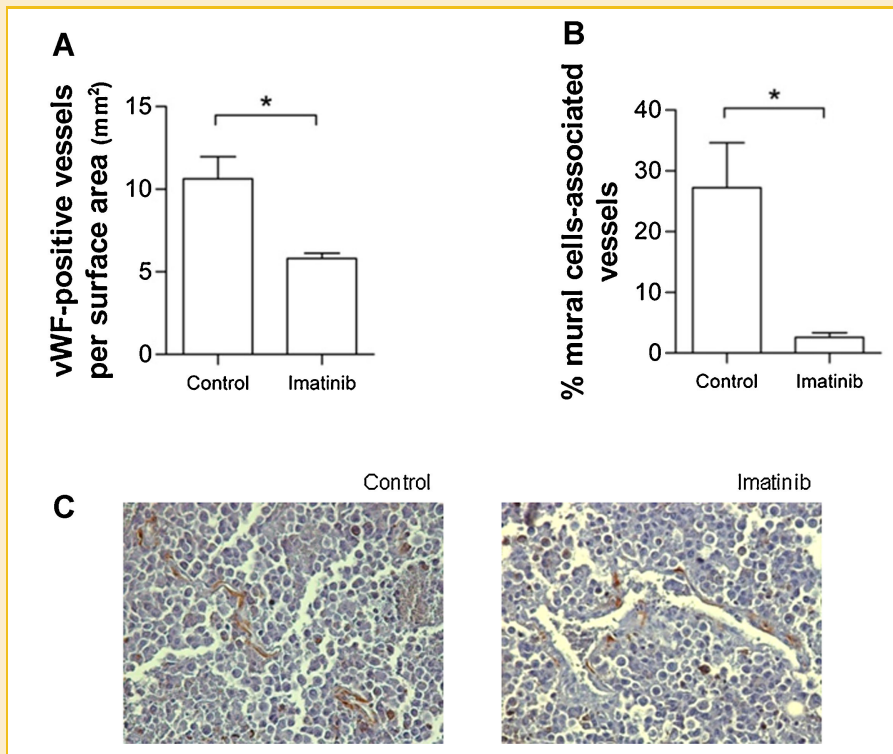 A
vWF-positive vessels
per surface area (mm²)
15
10
5
0
*
Control
Imatinib
B
% mural cells-associated
vessels
40
30
20
10
0
*
Control
Imatinib
C
Control
Imatinib